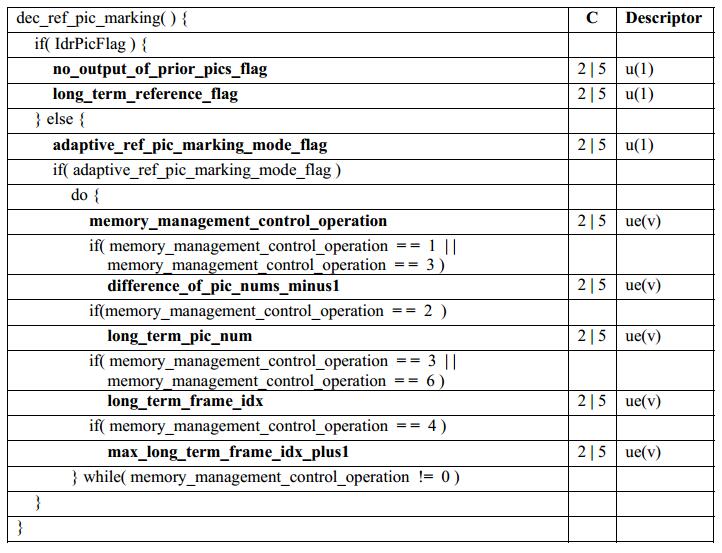 dec_ref_pic_marking( ) { C Descriptor
if( IdrPicFlag ) {
no_output_of_prior_pics_flag 2 | 5 u(1)
long_term_reference_flag 2 | 5 u(1)
} else {
adaptive_ref_pic_marking_mode_flag 2 | 5 u(1)
if( adaptive_ref_pic_marking_mode_flag )
do {
memory_management_control_operation 2 | 5 ue(v)
if( memory_management_control_operation = = 1 | |
memory_management_control_operation = = 3 )
difference_of_pic_nums_minus1 2 | 5 ue(v)
if(memory_management_control_operation = = 2 )
long_term_pic_num 2 | 5 ue(v)
if( memory_management_control_operation = = 3 | |
memory_management_control_operation = = 6 )
long_term_frame_idx 2 | 5 ue(v)
if( memory_management_control_operation = = 4 )
max_long_term_frame_idx_plus1 2 | 5 ue(v)
} while( memory_management_control_operation != 0 )
}
}